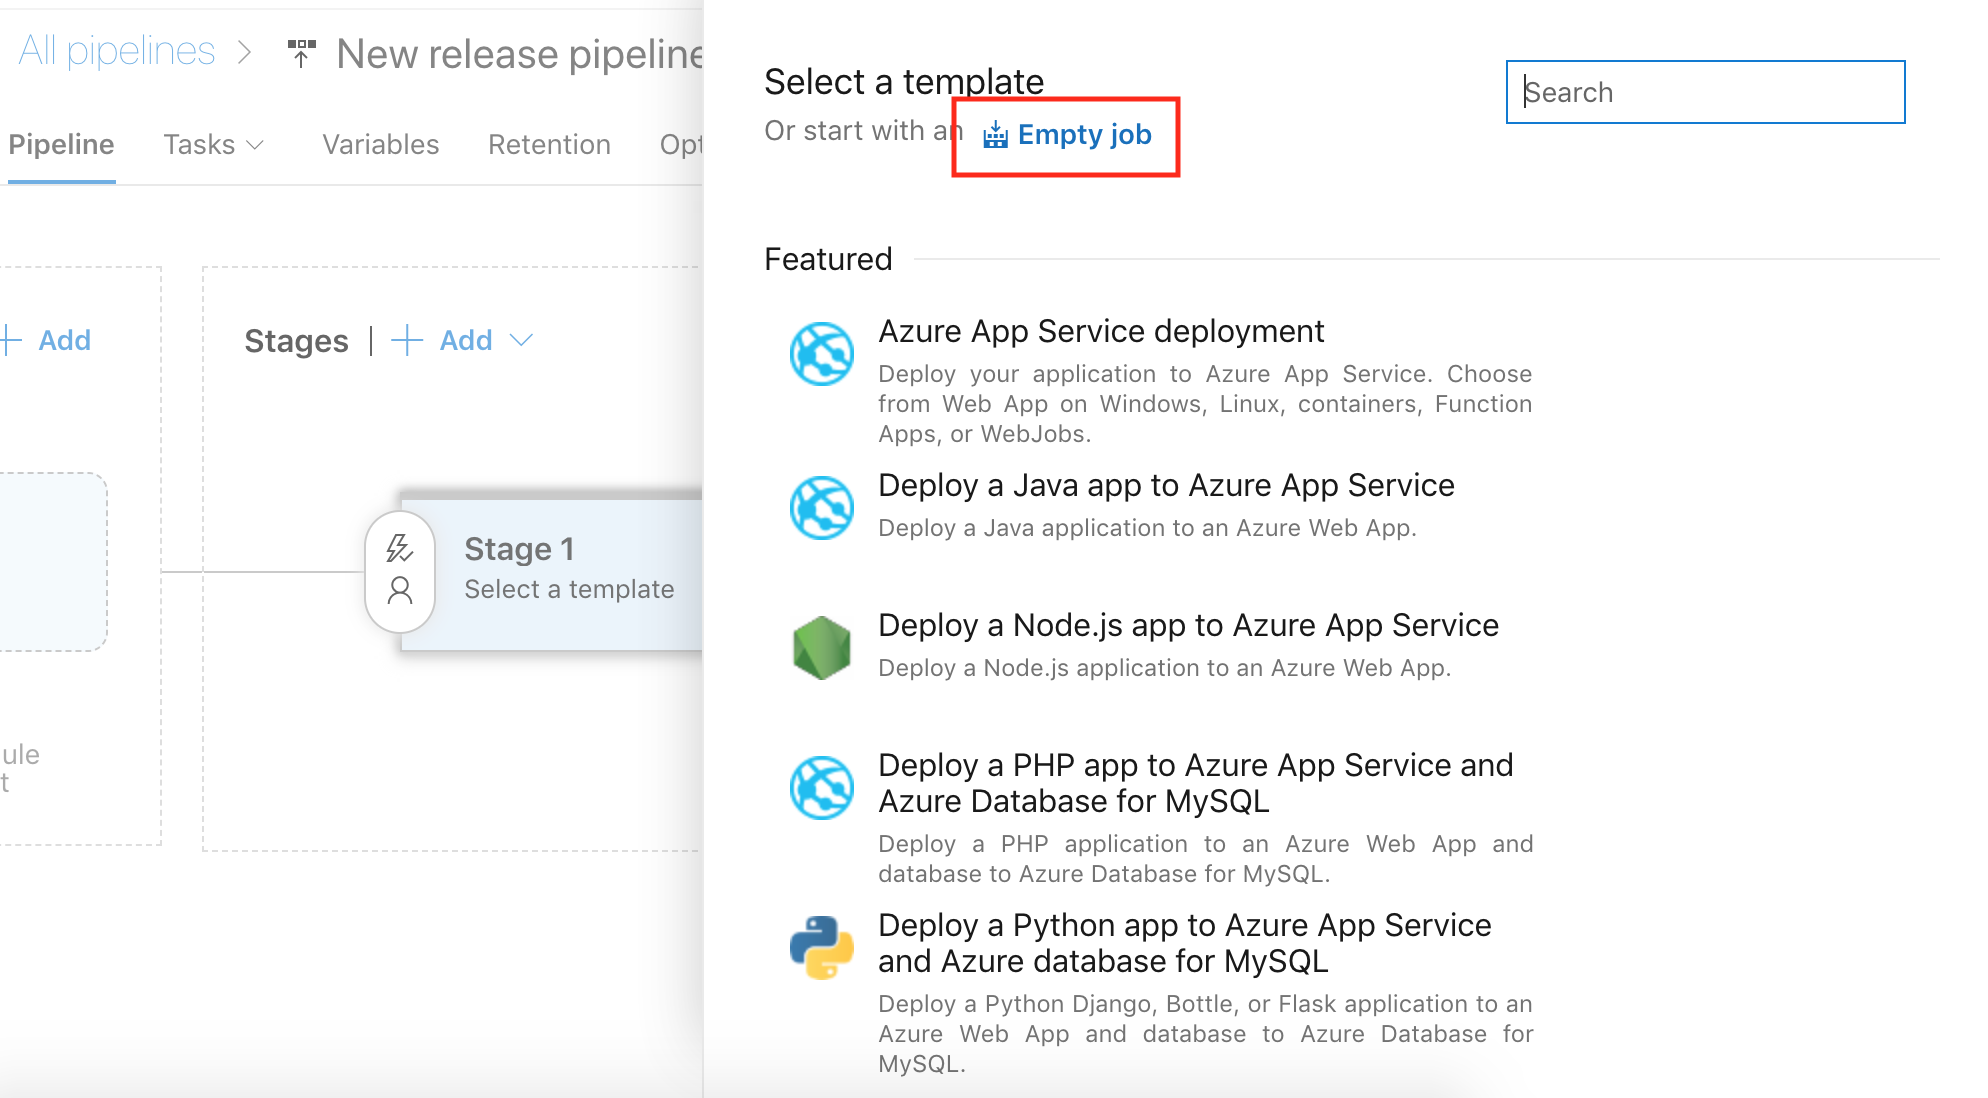 All pipelines > New release pipeline
Pipeline Tasks Variables Retention Opt
Add
Stages | Add
Stage 1
Select a template
ule
t
Select a template
Or start with an Empty job
Search
Featured
Azure App Service deployment
Deploy your application to Azure App Service. Choose
from Web App on Windows, Linux, containers, Function
Apps, or WebJobs.
Deploy a Java app to Azure App Service
Deploy a Java application to an Azure Web App.
Deploy a Node.js app to Azure App Service
Deploy a Node.js application to an Azure Web App.
Deploy a PHP app to Azure App Service and
Azure Database for MySQL
Deploy a PHP application to an Azure Web App and
database to Azure Database for MySQL.
Deploy a Python app to Azure App Service
and Azure database for MySQL
Deploy a Python Django, Bottle, or Flask application to an
Azure Web App and database to Azure Database for
MySQL.